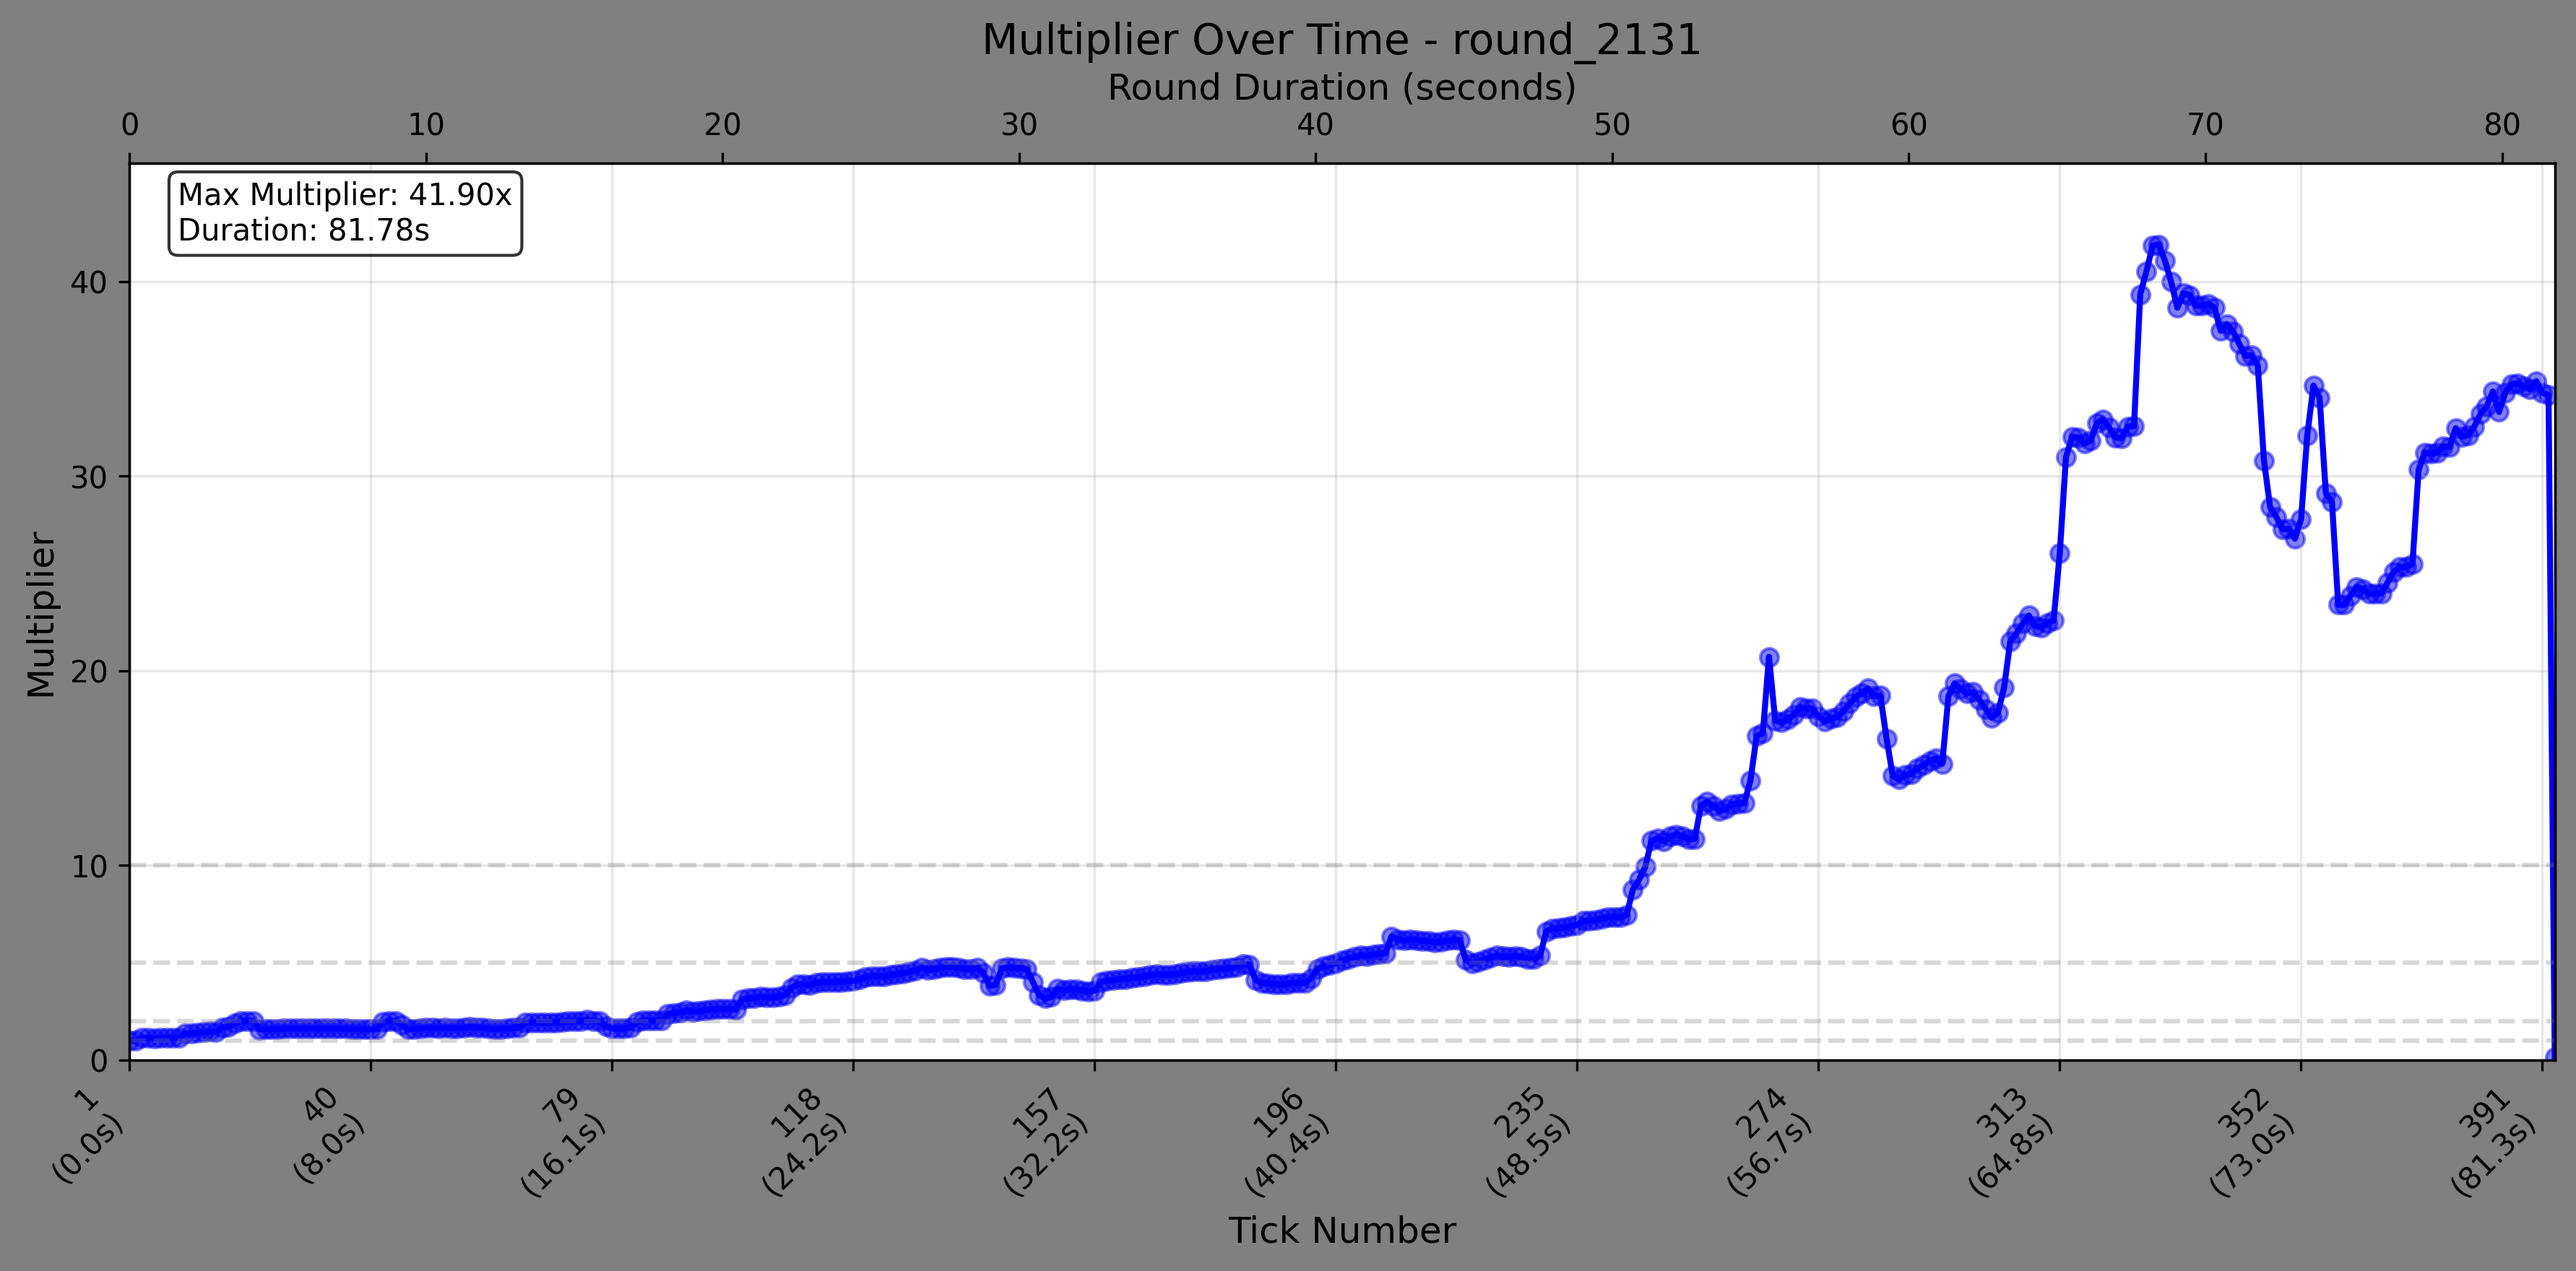 Multiplier Over Time - round_2131
Round Duration (seconds)
0 10 20 30 40 50 60 70 80
Max Multiplier: 41.90x
Duration: 81.78s
Multiplier
40
30
20
10
0
1
(0.0s)
40
(8.0s)
79
(16.1s)
118
(24.2s)
157
(32.2s)
196
(40.4s)
235
(48.5s)
274
(56.7s)
313
(64.8s)
352
(73.0s)
391
(81.3s)
Tick Number